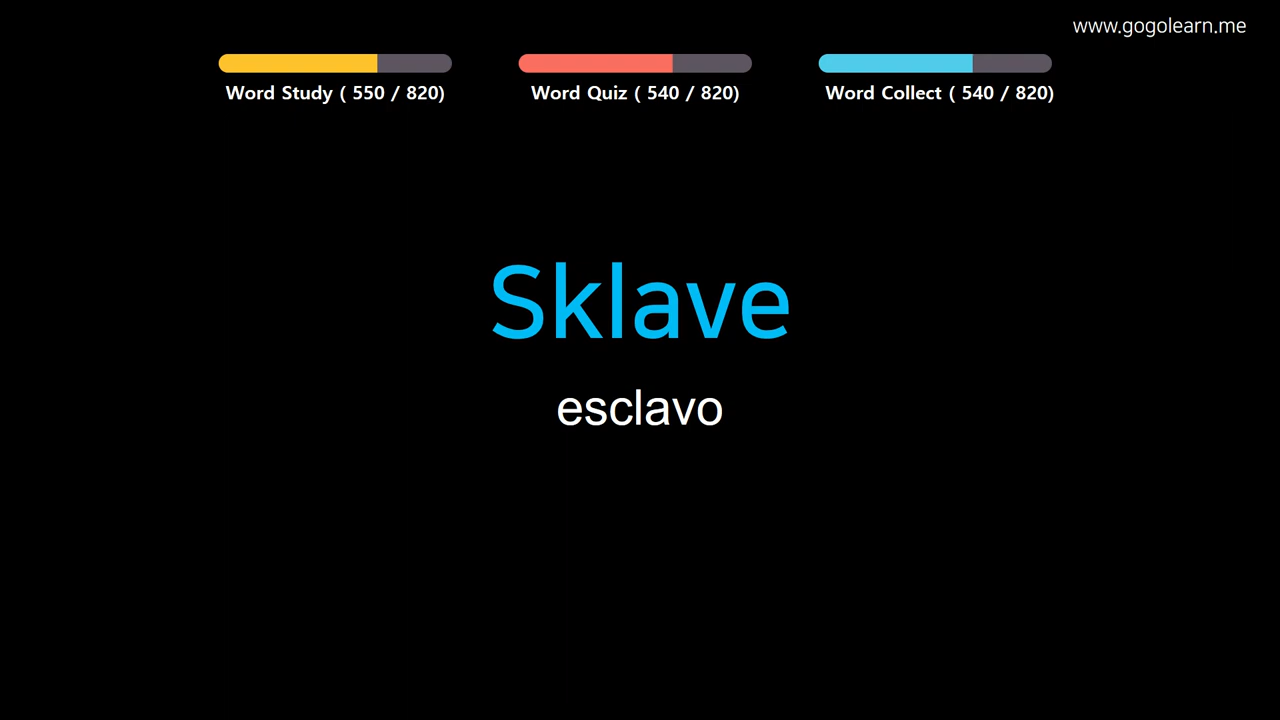 www.gogolearn.me
Word Study ( 550 / 820)
Word Quiz ( 540 / 820)
Word Collect ( 540 / 820)
Sklave
esclavo